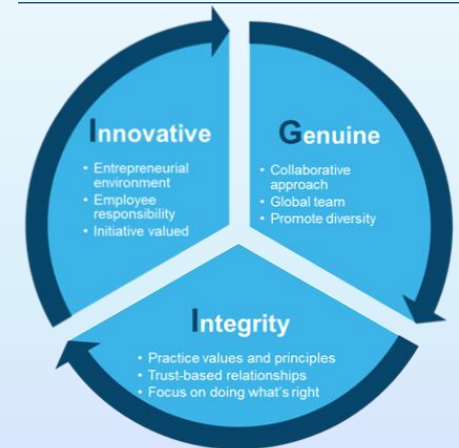 Innovative
• Entrepreneurial
environment
• Employee
responsibility
• Initiative valued
Genuine
• Collaborative
approach
• Global team
• Promote diversity
Integrity
• Practice values and principles
• Trust-based relationships
• Focus on doing what's right